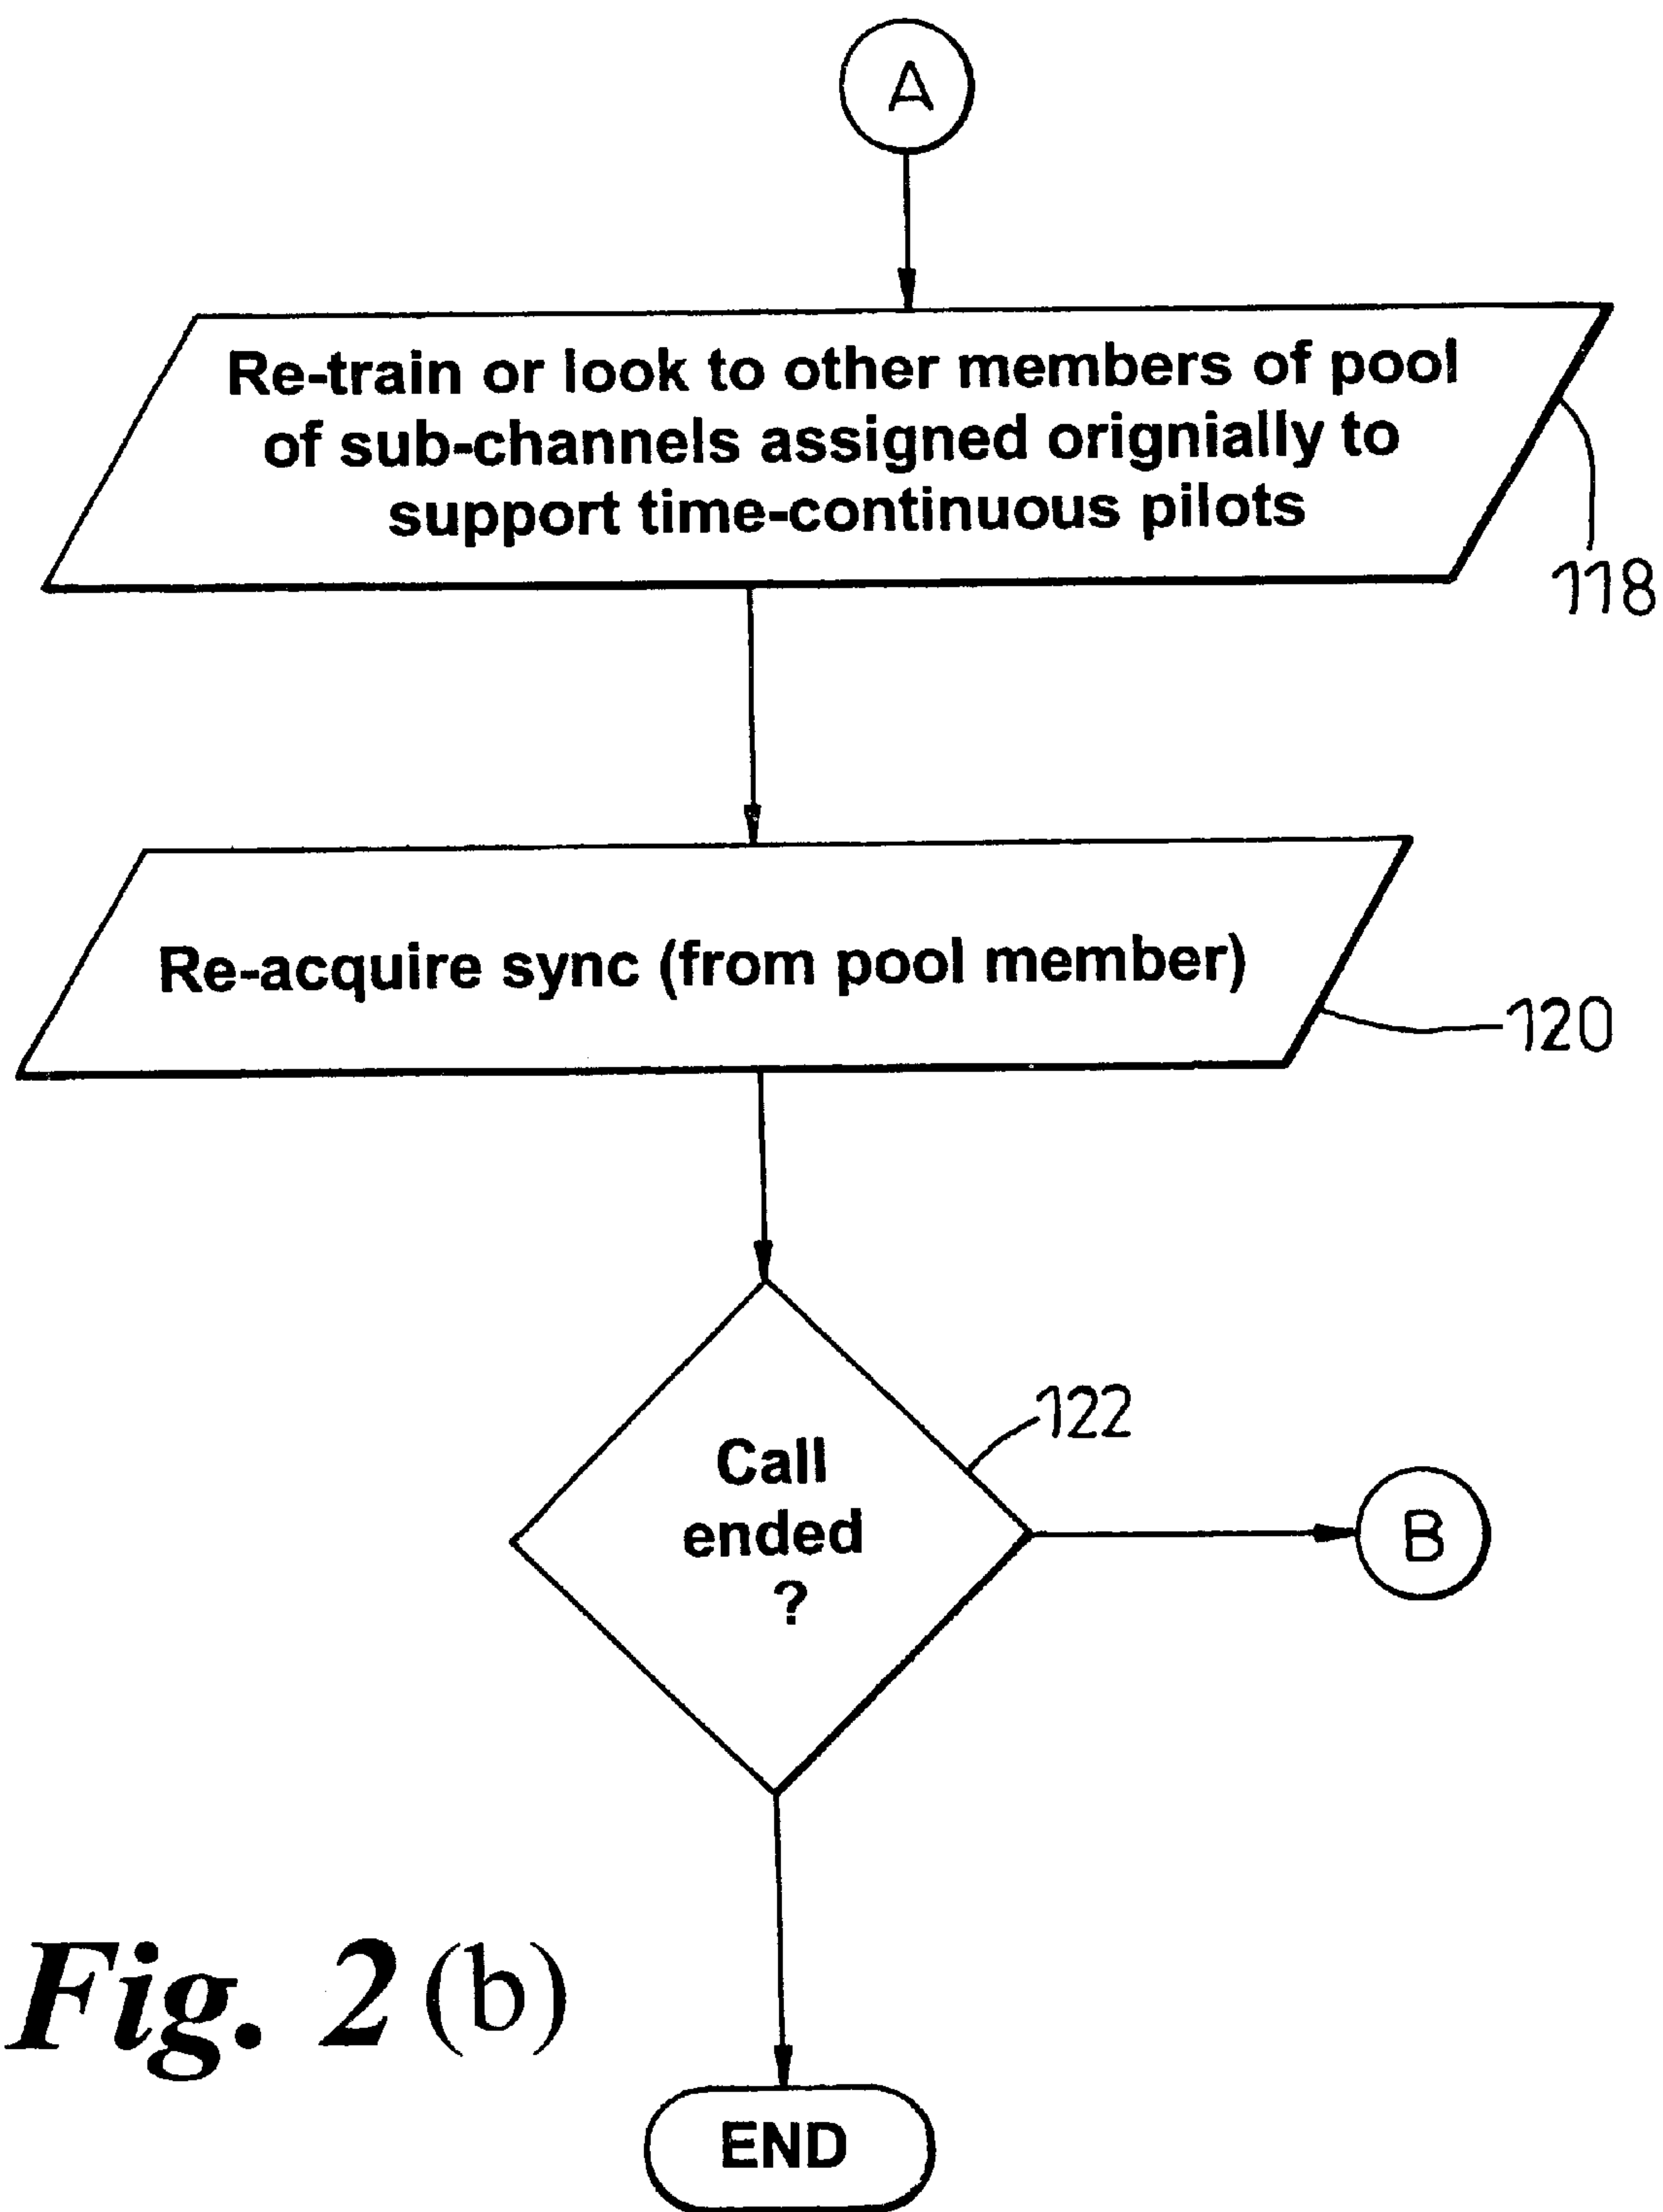 A
Re-train or look to other members of pool
of sub-channels assigned orignially to
support time-continuous pilots
118
Re-acquire sync (from pool member)
120
122
Call
ended
?
B
Fig. 2 (b)
END